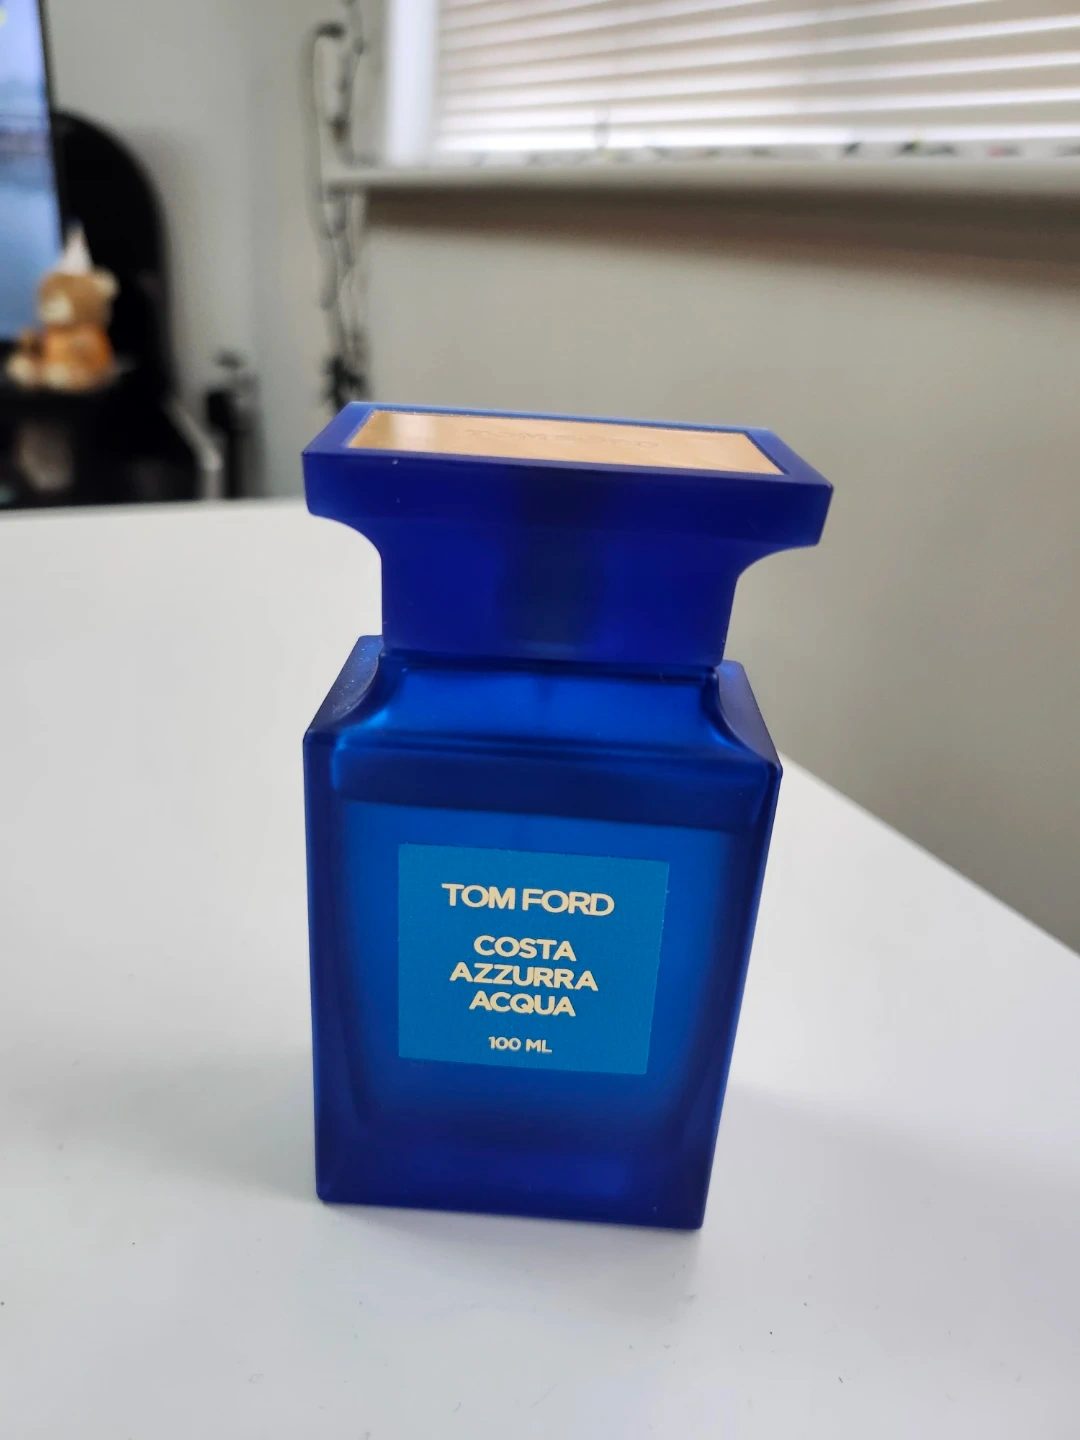 TOM FORD
COSTA
AZZURRA
ACQUA
100 ML